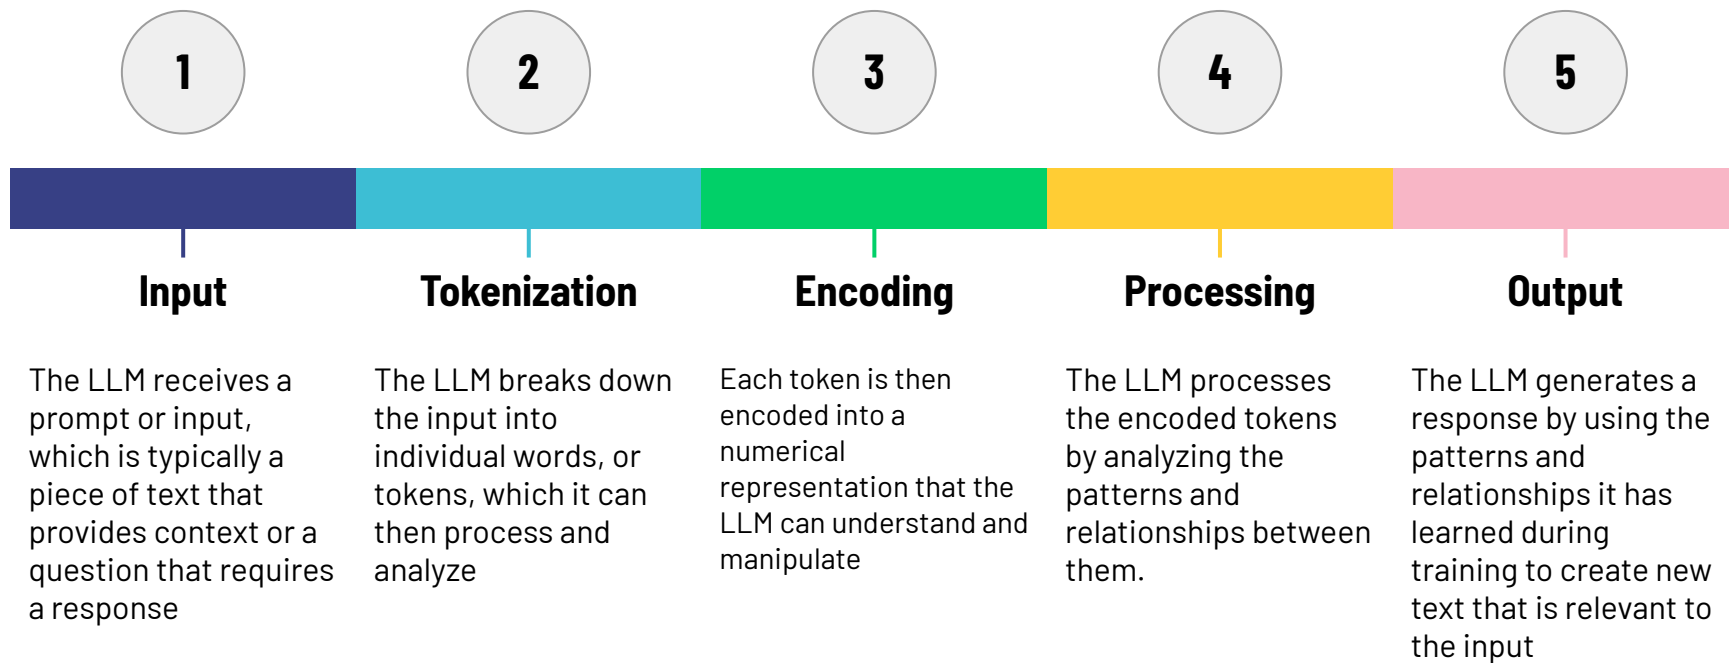 1
2
3
4
5
Input
Tokenization
Encoding
Processing
Output
The LLM receives a
prompt or input,
which is typically a
piece of text that
provides context or a
question that requires
a response
The LLM breaks down
the input into
individual words, or
tokens, which it can
then process and
analyze
Each token is then
encoded into a
numerical
representation that the
LLM can understand and
manipulate
The LLM processes
the encoded tokens
by analyzing the
patterns and
relationships between
them.
The LLM generates a
response by using the
patterns and
relationships it has
learned during
training to create new
text that is relevant to
the input